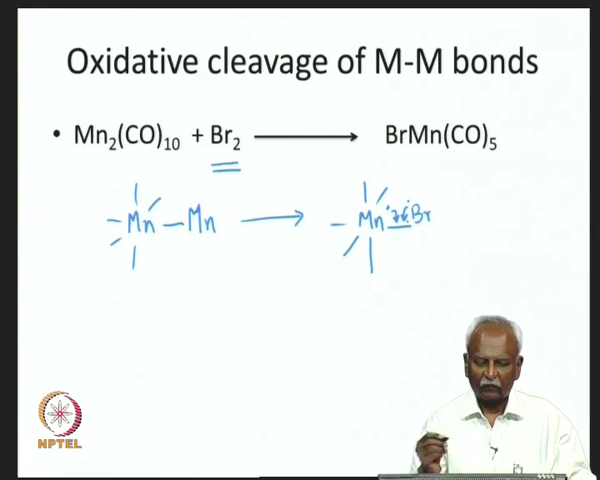 Oxidative cleavage of M-M bonds
• Mn₂(CO)₁₀ + Br₂ ⟶ BrMn(CO)₅
Mn — Mn ⟶ Mn Br
NPTEL